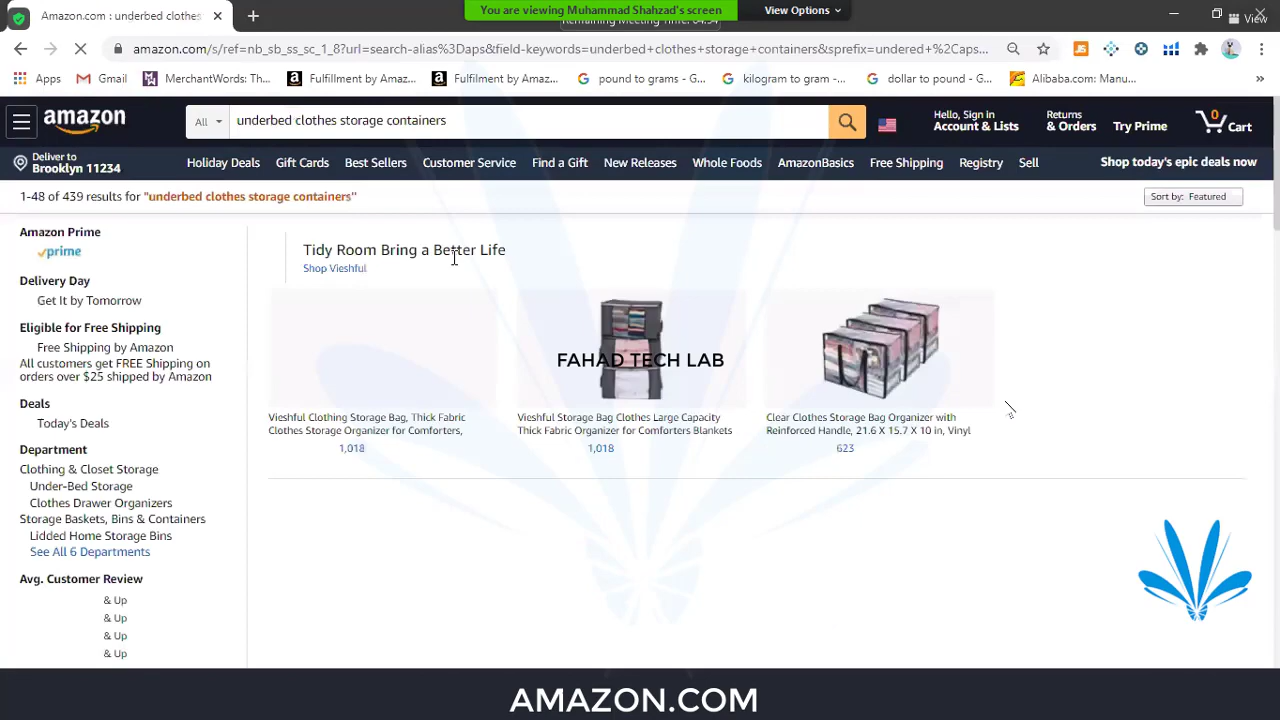 Amazon.com : underbed clothes
You are viewing Muhammad Shahzad's screen
View Options
View
amazon.com/s/ref=nb_sb_ss_sc_1_8?url=search-alias%3Daps&field-keywords=underbed+clothes+storage+containers&sprefix=undered+%2Caps...
Apps
Gmail
MerchantWords: Th...
Fulfillment by Amaz...
Fulfilment by Amaz...
pound to grams - G...
kilogram to gram -...
dollar to pound - G...
Alibaba.com: Manu...
»
amazon
All
underbed clothes storage containers
Hello, Sign in
Account & Lists
Returns
& Orders
Try Prime
0
Cart
Deliver to
Brooklyn 11234
Holiday Deals
Gift Cards
Best Sellers
Customer Service
Find a Gift
New Releases
Whole Foods
AmazonBasics
Free Shipping
Registry
Sell
Shop today's epic deals now
1-48 of 439 results for "underbed clothes storage containers"
Sort by: Featured
Amazon Prime
prime
Delivery Day
Get It by Tomorrow
Eligible for Free Shipping
Free Shipping by Amazon
All customers get FREE Shipping on
orders over $25 shipped by Amazon
Deals
Today's Deals
Department
Clothing & Closet Storage
Under-Bed Storage
Clothes Drawer Organizers
Storage Baskets, Bins & Containers
Lidded Home Storage Bins
See All 6 Departments
Avg. Customer Review
& Up
& Up
& Up
& Up
Tidy Room Bring a Better Life
Shop Vieshful
FAHAD TECH LAB
Vieshful Clothing Storage Bag, Thick Fabric
Clothes Storage Organizer for Comforters,
1,018
Vieshful Storage Bag Clothes Large Capacity
Thick Fabric Organizer for Comforters Blankets
1,018
Clear Clothes Storage Bag Organizer with
Reinforced Handle, 21.6 X 15.7 X 10 in, Vinyl
623
AMAZON.COM